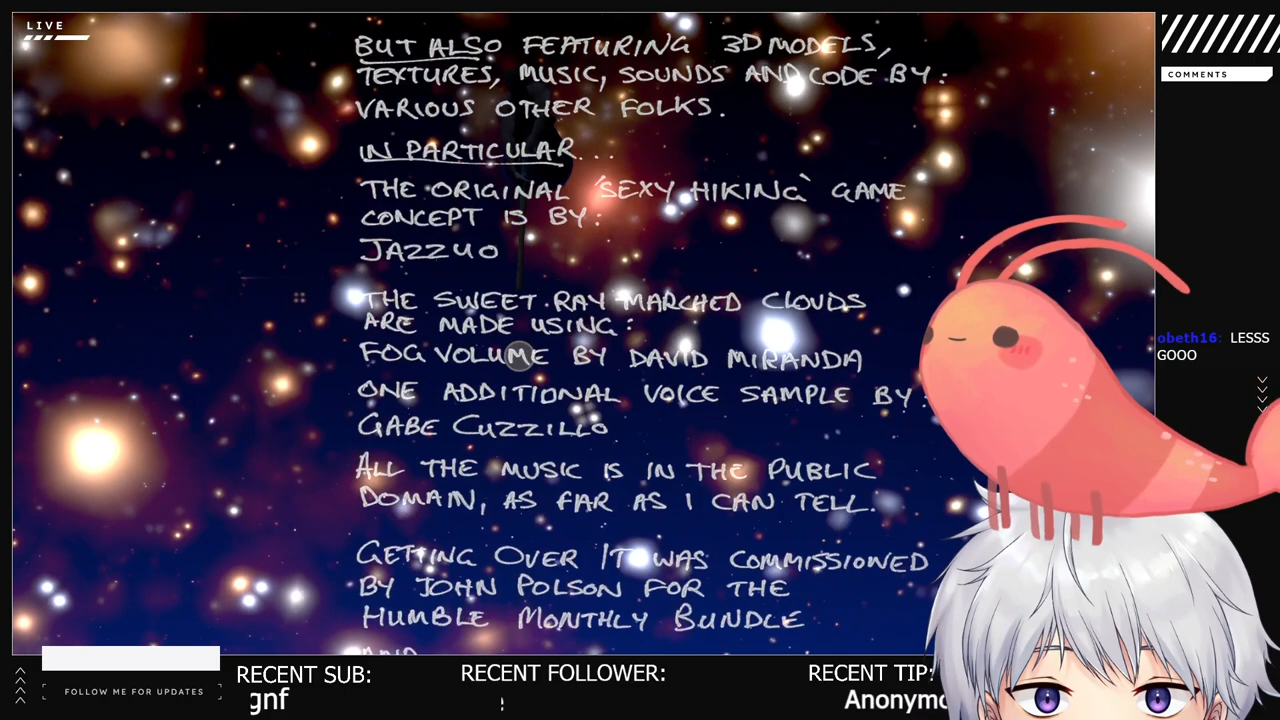 LIVE
BUT ALSO FEATURING 3D MODELS,
TEXTURES, MUSIC, SOUNDS AND CODE BY:
VARIOUS OTHER FOLKS.
IN PARTICULAR...
THE ORIGINAL 'SEXY HIKING' GAME
CONCEPT IS BY:
JAZZUO
THE SWEET RAY MARCHED CLOUDS
ARE MADE USING:
FOG VOLUME BY DAVID MIRANDA
ONE ADDITIONAL VOICE SAMPLE BY:
GABE CUZZILLO
ALL THE MUSIC IS IN THE PUBLIC
DOMAIN, AS FAR AS I CAN TELL.
GETTING OVER IT WAS COMMISSIONED
BY JOHN POLSON FOR THE
HUMBLE MONTHLY BUNDLE
AND
COMMENTS
obeth16: LESSS
GOOO
FOLLOW ME FOR UPDATES
RECENT SUB:
gnf
RECENT FOLLOWER:
RECENT TIP:
Anonymo